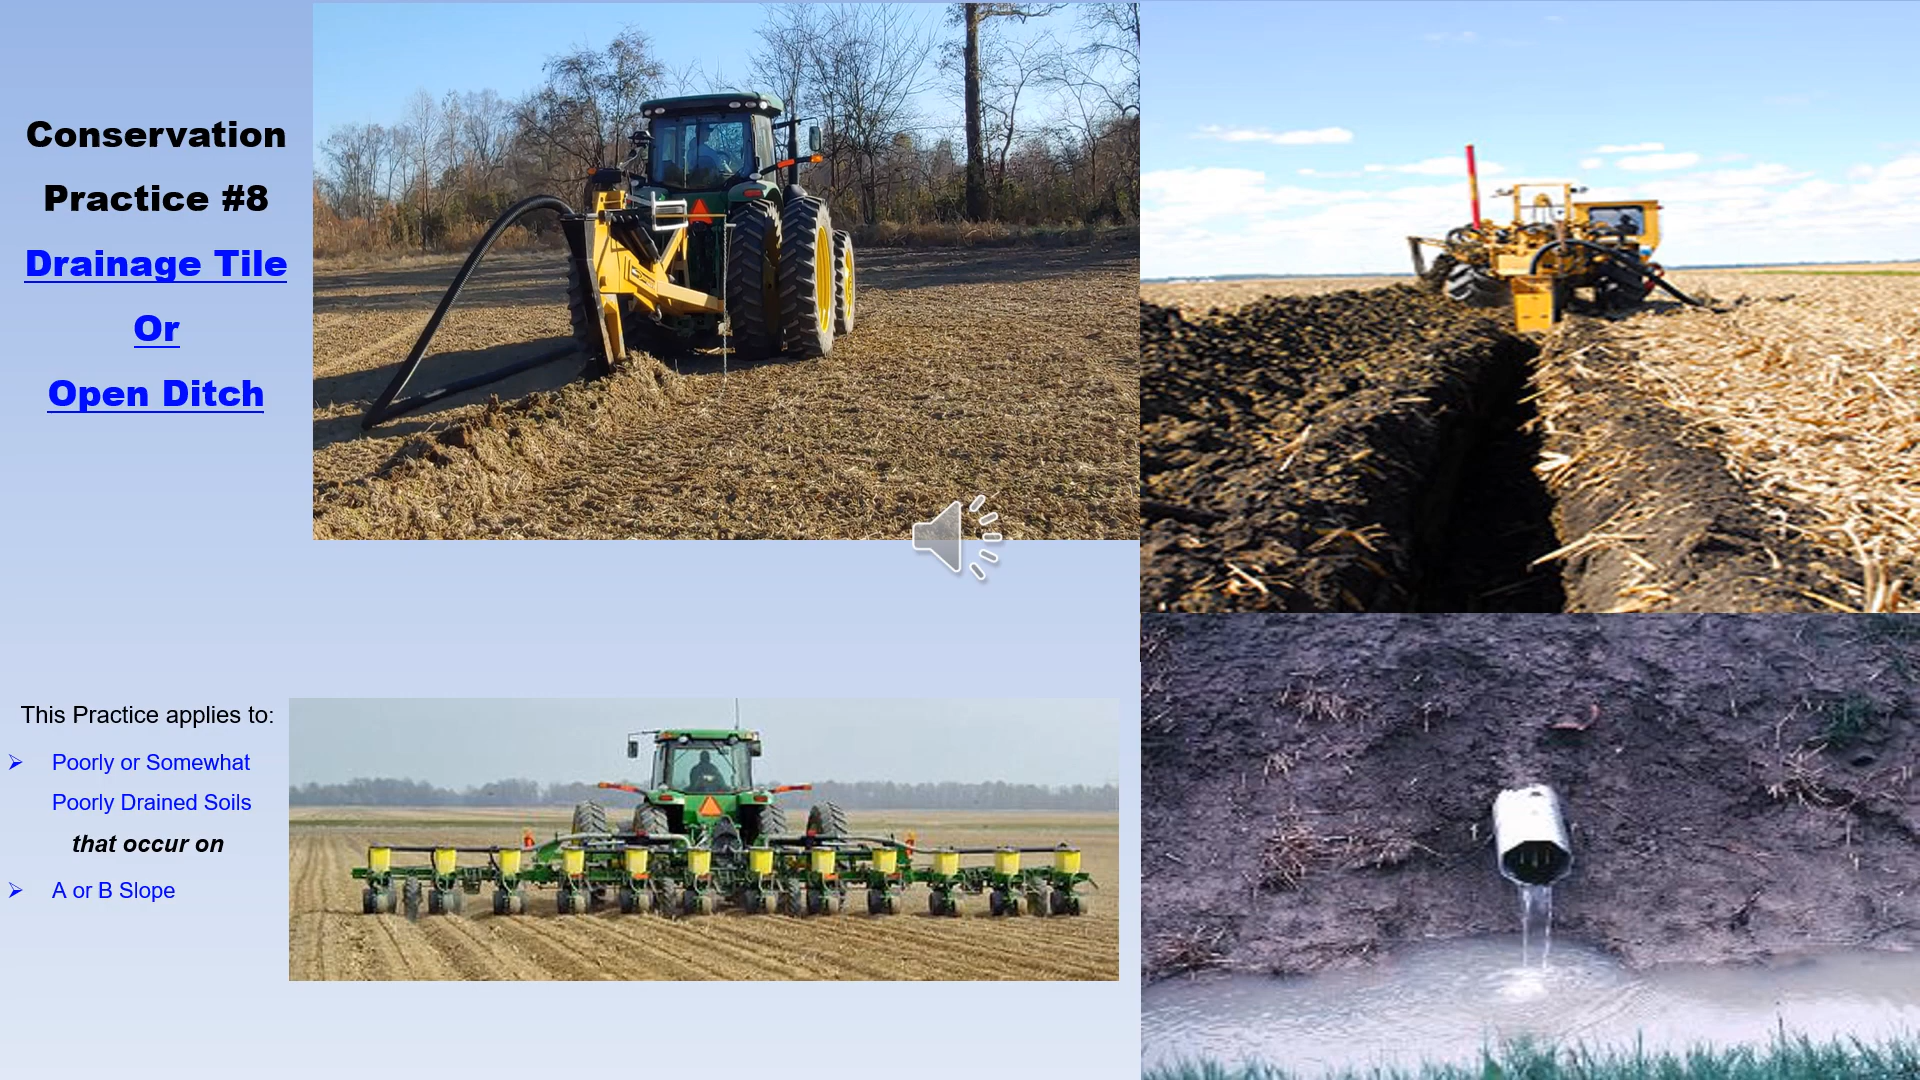 Conservation
Practice #8
Drainage Tile
Or
Open Ditch
This Practice applies to:
Poorly or Somewhat
Poorly Drained Soils
that occur on
A or B Slope